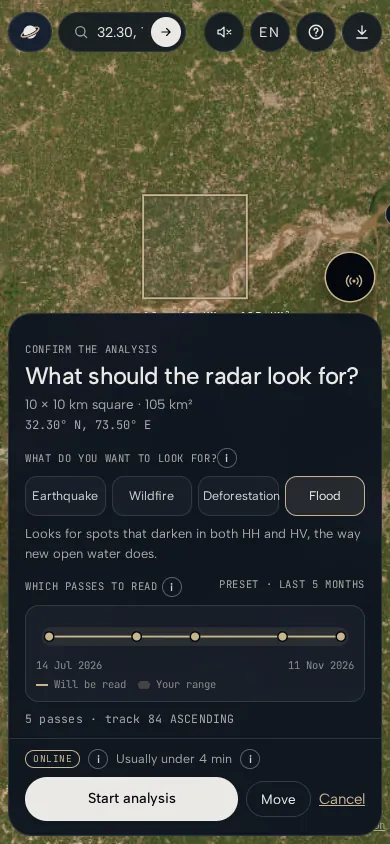 32.30,
EN
CONFIRM THE ANALYSIS
What should the radar look for?
10 × 10 km square · 105 km²
32.30° N, 73.50° E
WHAT DO YOU WANT TO LOOK FOR? i
Earthquake Wildfire Deforestation Flood
Looks for spots that darken in both HH and HV, the way
new open water does.
WHICH PASSES TO READ i PRESET · LAST 5 MONTHS
14 Jul 2026 11 Nov 2026
Will be read Your range
5 passes · track 84 ASCENDING
ONLINE i Usually under 4 min i
Start analysis Move Cancel